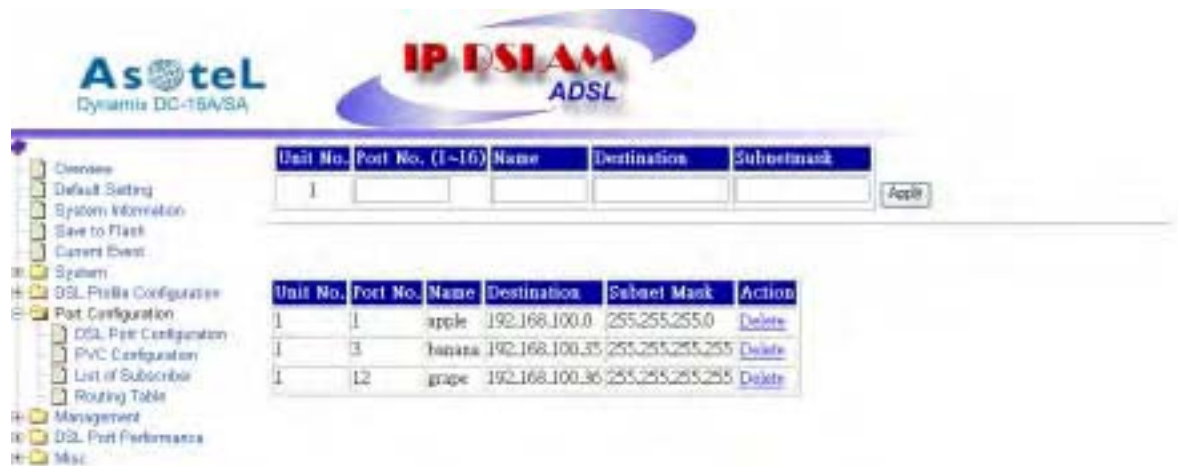 IP DSLAM
ADSL
AsoteL
Dynamix DC-16A/SA
Overview
Default Setting
System Information
Save to Flash
Current Event
System
DSL Profile Configuration
Port Configuration
DSL Port Configuration
PVC Configuration
List of Subscriber
Routing Table
Management
DSL Port Performance
Misc
Unit No. Port No. (1~16) Name Destination Subnetmask
1 Apply
Unit No. Port No. Name Destination Subnet Mask Action
1 1 apple 192.168.100.0 255.255.255.0 Delete
1 3 banana 192.168.100.35 255.255.255.255 Delete
1 12 grape 192.168.100.36 255.255.255.255 Delete